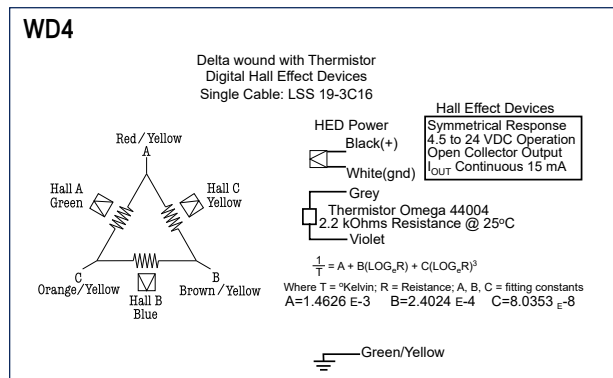 WD4
Delta wound with Thermistor
Digital Hall Effect Devices
Single Cable: LSS 19-3C16
Red/Yellow
A
Hall A
Green
Hall C
Yellow
C
Orange/Yellow
Hall B
Blue
B
Brown/Yellow
HED Power
Black(+)
White(gnd)
Hall Effect Devices
Symmetrical Response
4.5 to 24 VDC Operation
Open Collector Output
IOUT Continuous 15 mA
Grey
Thermistor Omega 44004
2.2 kOhms Resistance @ 25°C
Violet
1/T = A + B(LOGeR) + C(LOGeR)³
Where T = °Kelvin; R = Reistance; A, B, C = fitting constants
A=1.4626 E-3 B=2.4024 E-4 C=8.0353 E-8
Green/Yellow